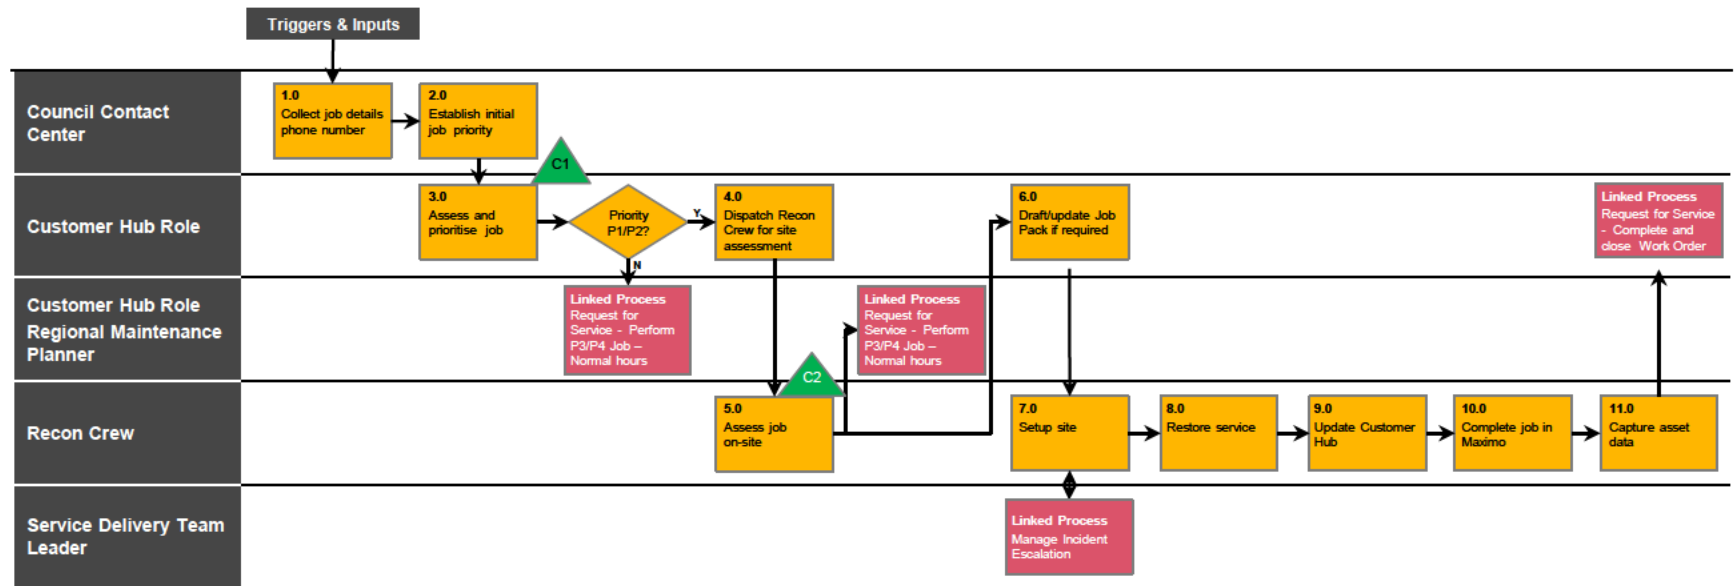 Triggers & Inputs
Council Contact
Center
1.0
Collect job details
phone number
2.0
Establish initial
job priority
C1
Customer Hub Role
3.0
Assess and
prioritise job
Priority
P1/P2?
Y
N
4.0
Dispatch Recon
Crew for site
assessment
6.0
Draft/update Job
Pack if required
Linked Process
Request for Service
- Complete and
close Work Order
Customer Hub Role
Regional Maintenance
Planner
Linked Process
Request for
Service - Perform
P3/P4 Job –
Normal hours
Linked Process
Request for
Service - Perform
P3/P4 Job –
Normal hours
C2
Recon Crew
5.0
Assess job
on-site
7.0
Setup site
8.0
Restore service
9.0
Update Customer
Hub
10.0
Complete job in
Maximo
11.0
Capture asset
data
Service Delivery Team
Leader
Linked Process
Manage Incident
Escalation